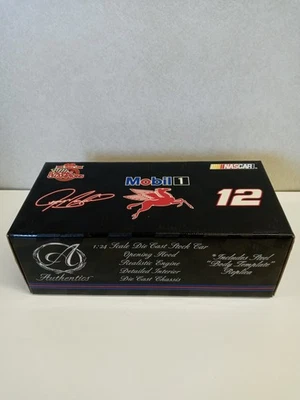 NASCAR
Mobil 1
12
A
Authentics
1:24 Scale Die Cast Stock Car
Opening Hood
Realistic Engine
Detailed Interior
Die Cast Chassis
*Includes Steel
"Body Template"
Replica